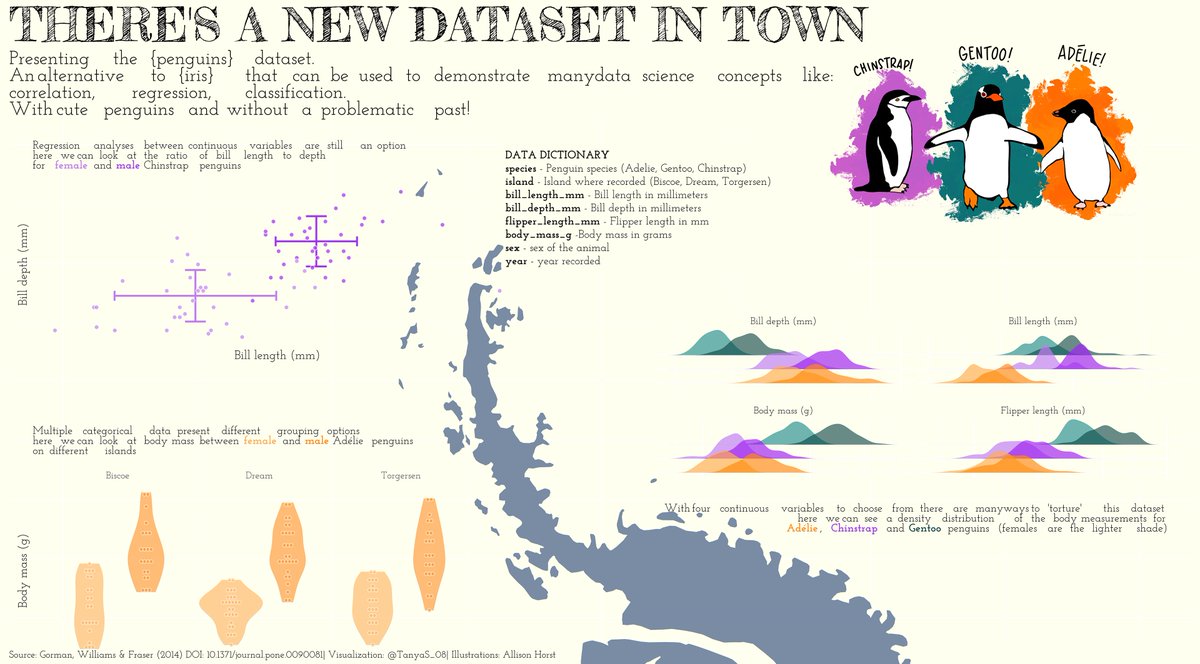 THERE'S A NEW DATASET IN TOWN
Presenting the {penguins} dataset.
An alternative to {iris} that can be used to demonstrate many data science concepts like:
correlation, regression, classification.
With cute penguins and without a problematic past!
CHINSTRAP!
GENTOO!
ADÉLIE!
Regression analyses between continuous variables are still an option
here we can look at the ratio of bill length to depth
for female and male Chinstrap penguins
Bill depth (mm)
Bill length (mm)
DATA DICTIONARY
species - Penguin species (Adelie, Gentoo, Chinstrap)
island - Island where recorded (Biscoe, Dream, Torgersen)
bill_length_mm - Bill length in millimeters
bill_depth_mm - Bill depth in millimeters
flipper_length_mm - Flipper length in mm
body_mass_g -Body mass in grams
sex - sex of the animal
year - year recorded
Bill depth (mm)
Bill length (mm)
Body mass (g)
Flipper length (mm)
With four continuous variables to choose from there are many ways to 'torture' this dataset
here we can see a density distribution of the body measurements for
Adelie, Chinstrap and Gentoo penguins (females are the lighter shade)
Multiple categorical data present different grouping options
here we can look at body mass between female and male Adélie penguins
on different islands
Biscoe
Dream
Torgersen
Body mass (g)
Source: Gorman, Williams & Fraser (2014) DOI: 10.1371/journal.pone.0090081| Visualization: @TanyaS_08| Illustrations: Allison Horst